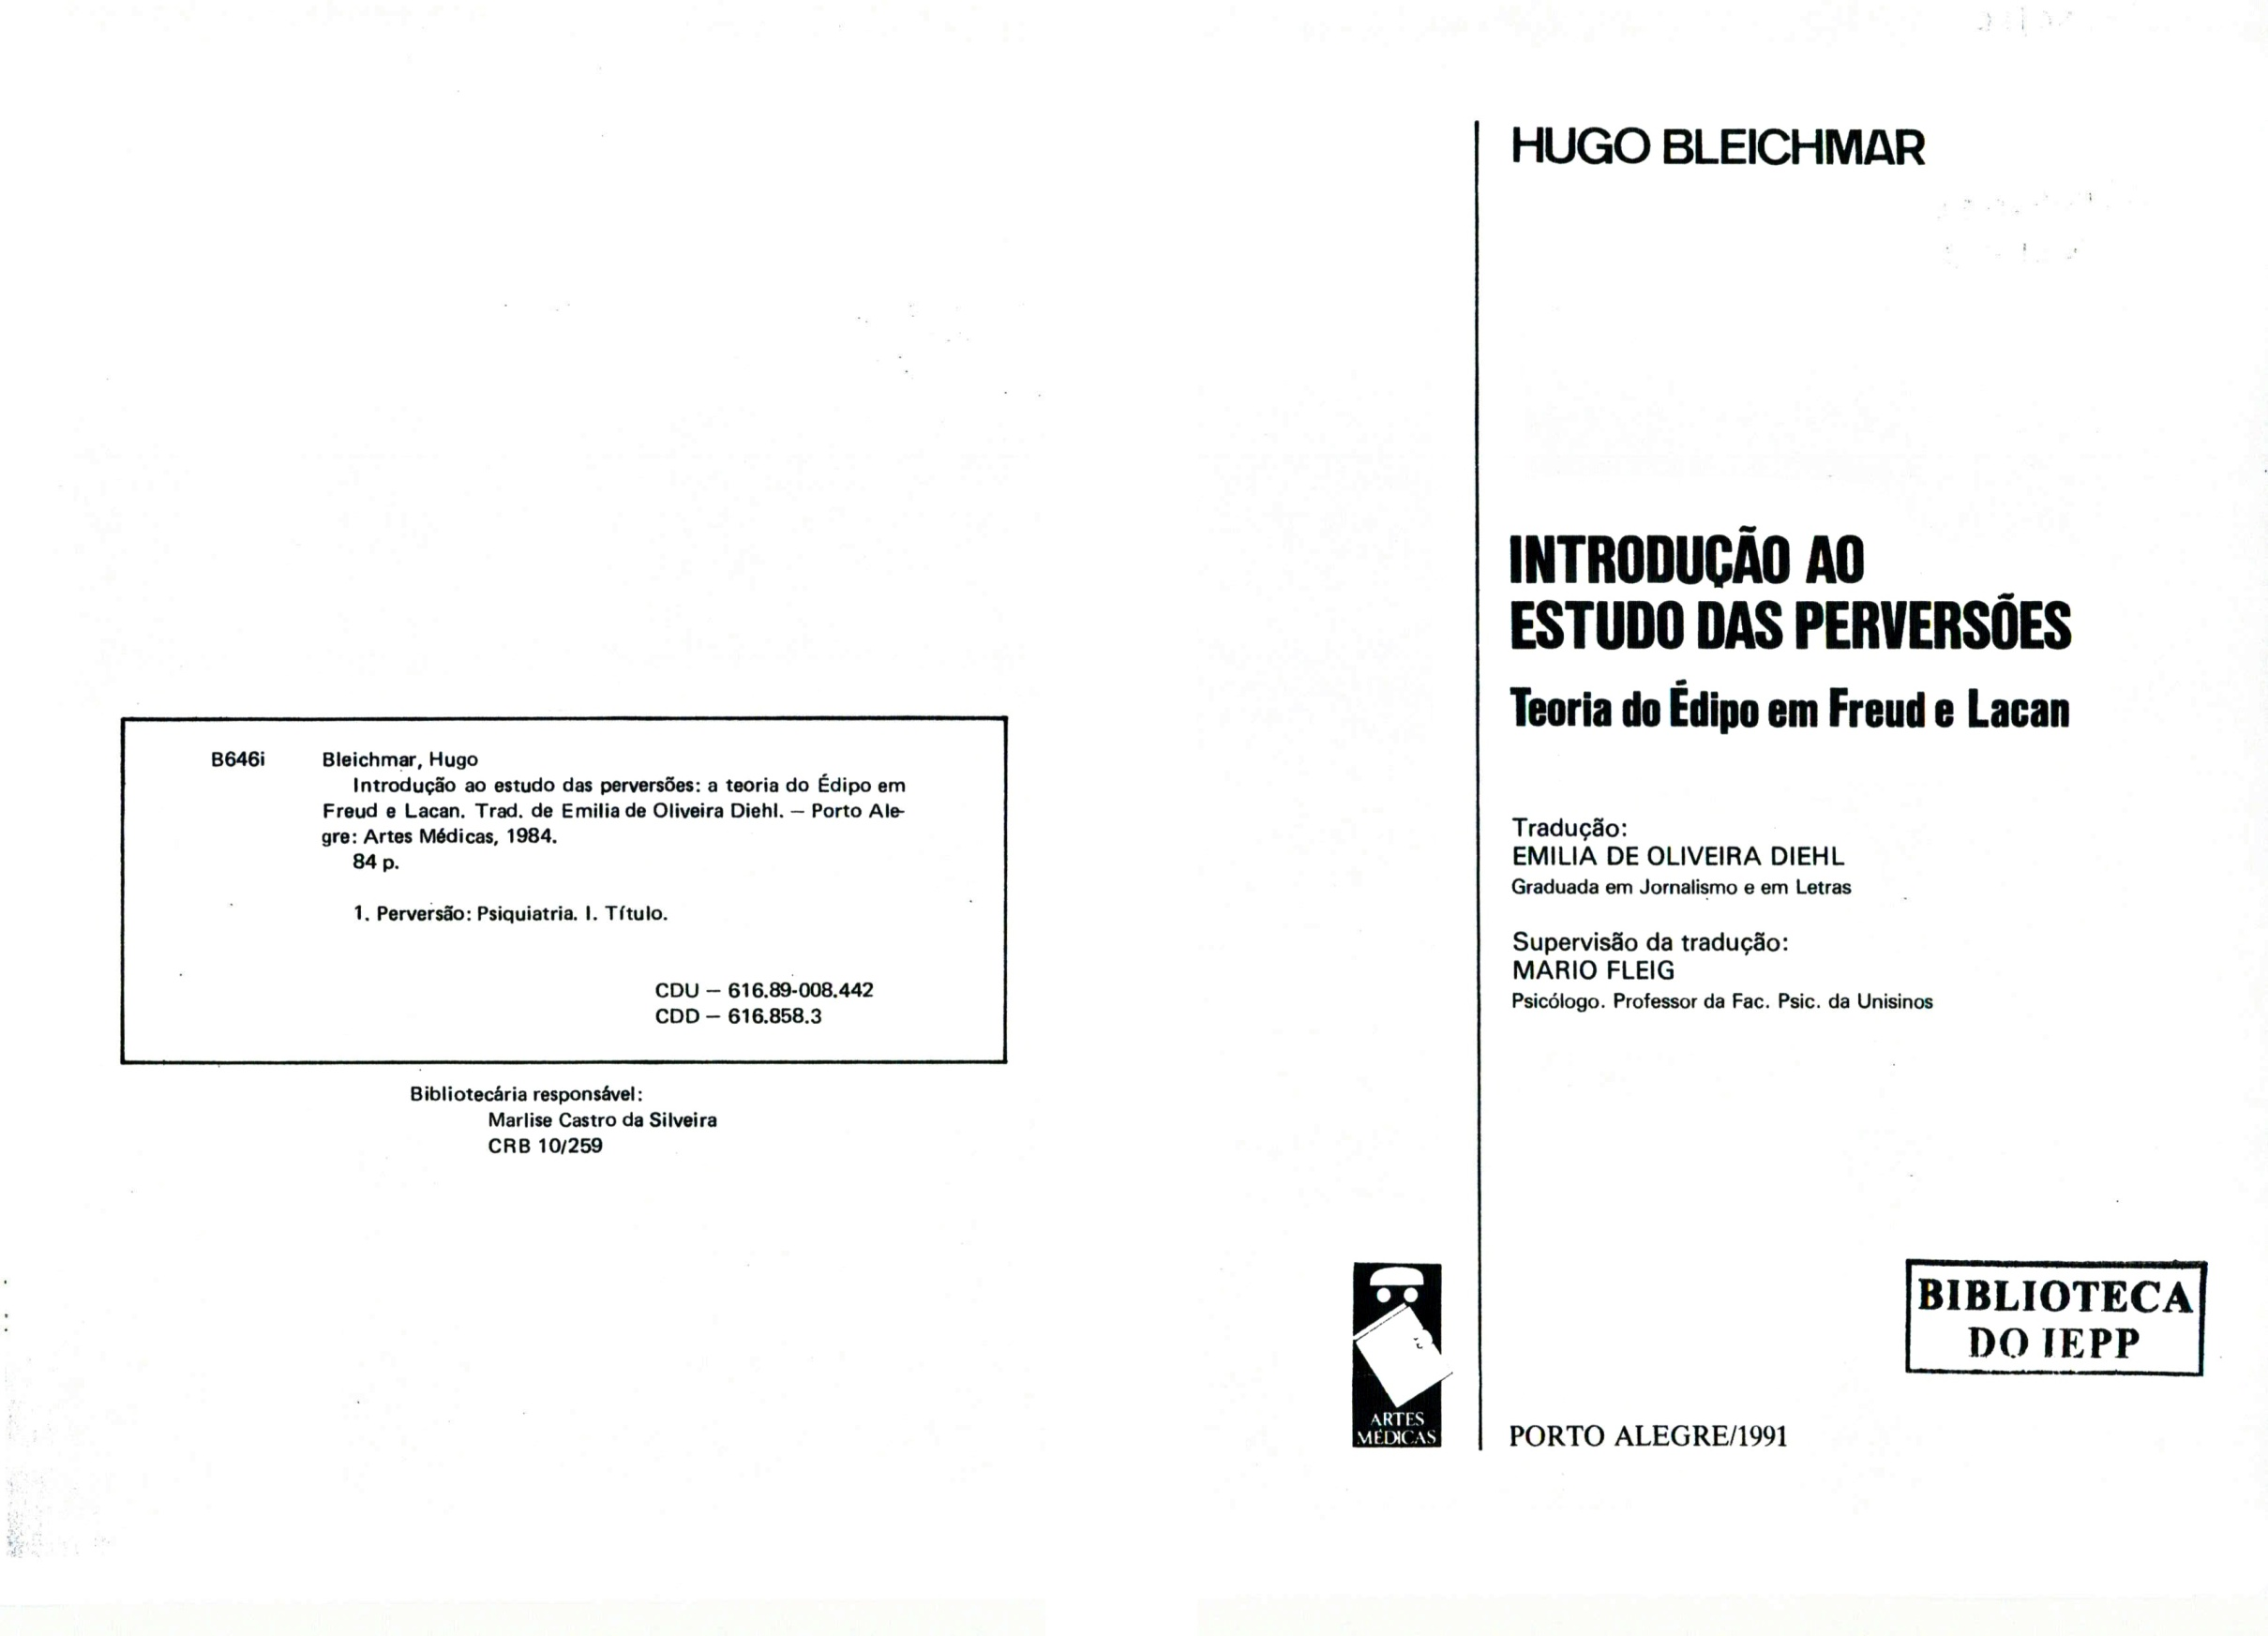 B646i Bleichmar, Hugo
Introdução ao estudo das perversões: a teoria do Édipo em
Freud e Lacan. Trad. de Emilia de Oliveira Diehl. — Porto Ale-
gre: Artes Médicas, 1984.
84 p.
1. Perversão: Psiquiatria. I. Título.
CDU — 616.89-008.442
CDD — 616.858.3
Bibliotecária responsável:
Marlise Castro da Silveira
CRB 10/259
HUGO BLEICHMAR
INTRODUÇÃO AO
ESTUDO DAS PERVERSÕES
Teoria do Édipo em Freud e Lacan
Tradução:
EMILIA DE OLIVEIRA DIEHL
Graduada em Jornalismo e em Letras
Supervisão da tradução:
MARIO FLEIG
Psicólogo. Professor da Fac. Psic. da Unisinos
BIBLIOTECA
DO IEPP
ARTES
MÉDICAS
PORTO ALEGRE/1991